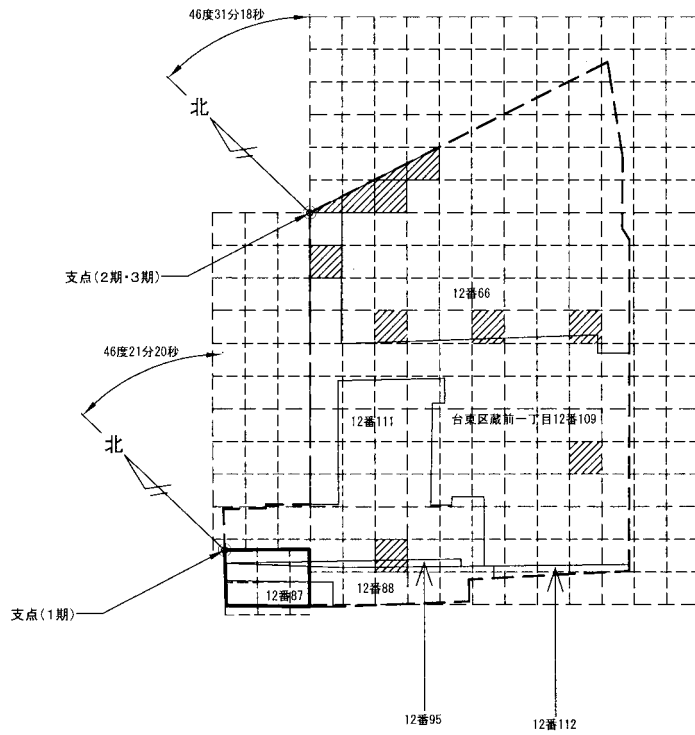 46度31分18秒
北
支点(2期・3期)
12番66
46度21分20秒
12番111
台東区蔵前一丁目12番109
北
12番87
12番88
支点(1期)
12番95
12番112